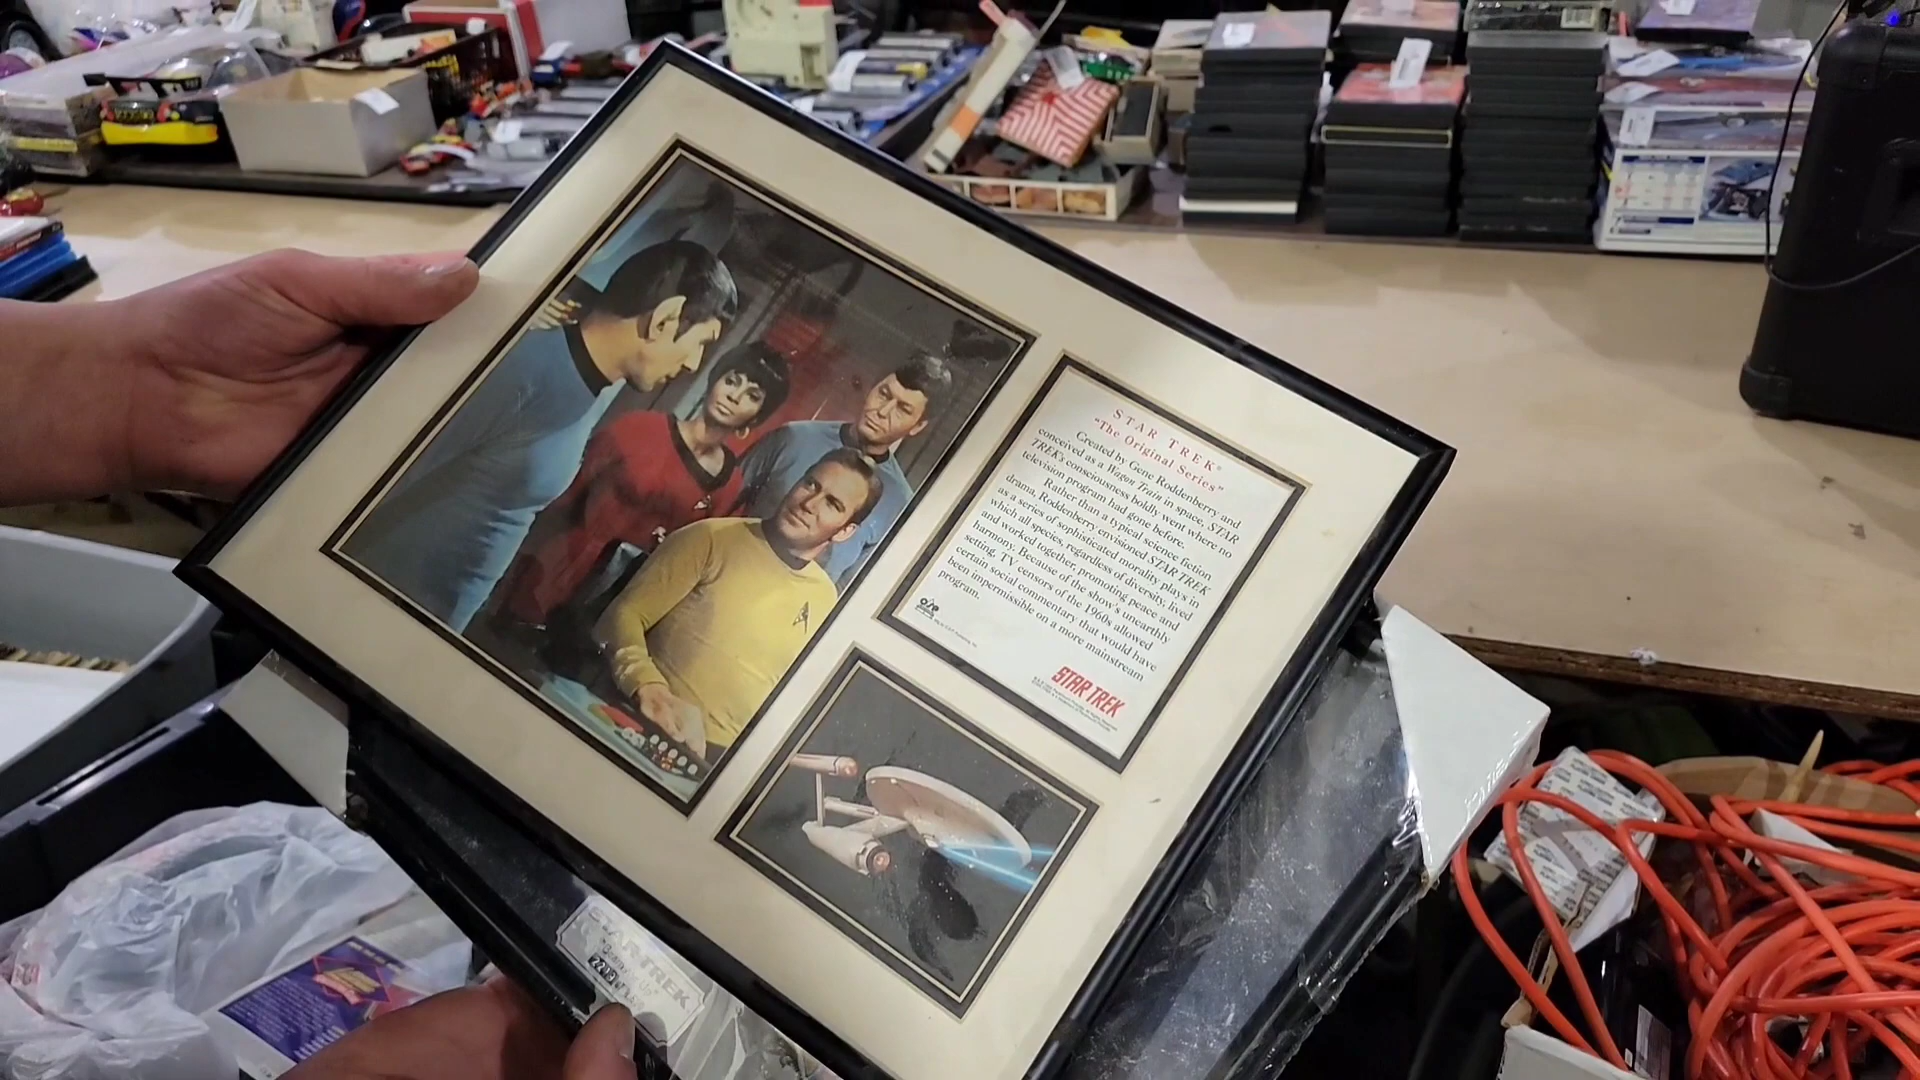 STAR TREK®
"The Original Series"
Created by Gene Roddenberry and
conceived as a Wagon Train in space, STAR
TREK's consciousness boldly went where no
television program had gone before.
Rather than a typical science fiction
drama, Roddenberry envisioned STAR TREK
as a series of sophisticated morality plays in
which all species, regardless of diversity, lived
and worked together, promoting peace and
harmony. Because of the show's unearthly
setting, TV censors of the 1960s allowed
certain social commentary that would have
been impermissible on a more mainstream
program.
osp
STAR TREK
STAR TREK